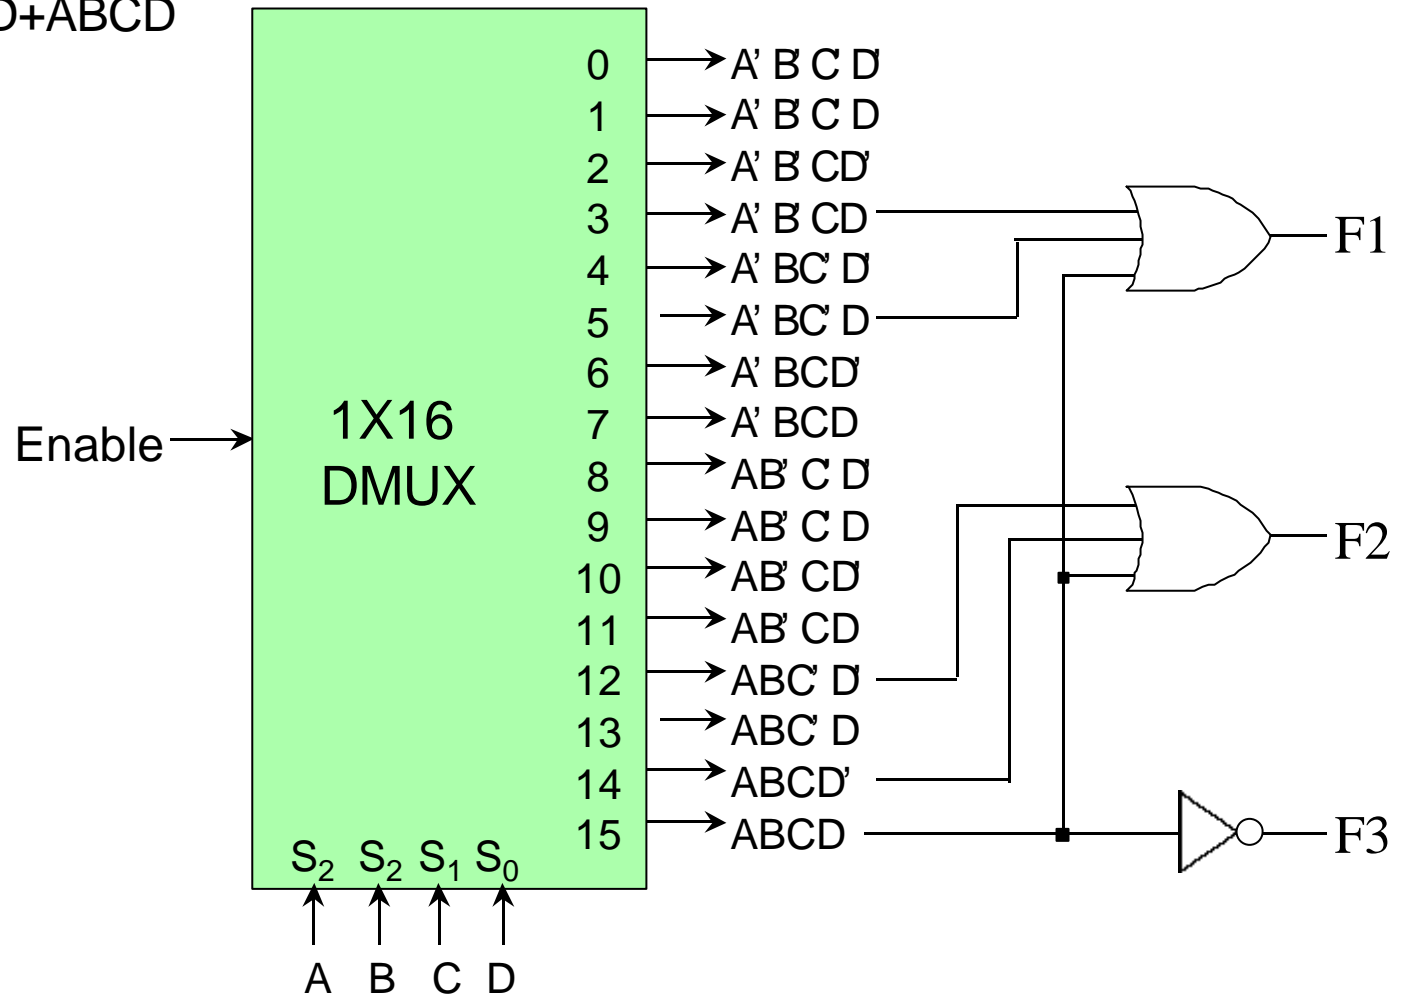 D+ABCD
0 A' B' C' D'
1 A' B' C' D
2 A' B' CD'
3 A' B' CD
F1
4 A' BC' D'
5 A' BC' D
6 A' BCD'
7 A' BCD
1X16
DMUX
Enable
8 AB' C' D'
9 AB' C' D
F2
10 AB' CD'
11 AB' CD
12 ABC' D'
13 ABC' D
14 ABCD'
15 ABCD
F3
S2 S2 S1 S0
A B C D